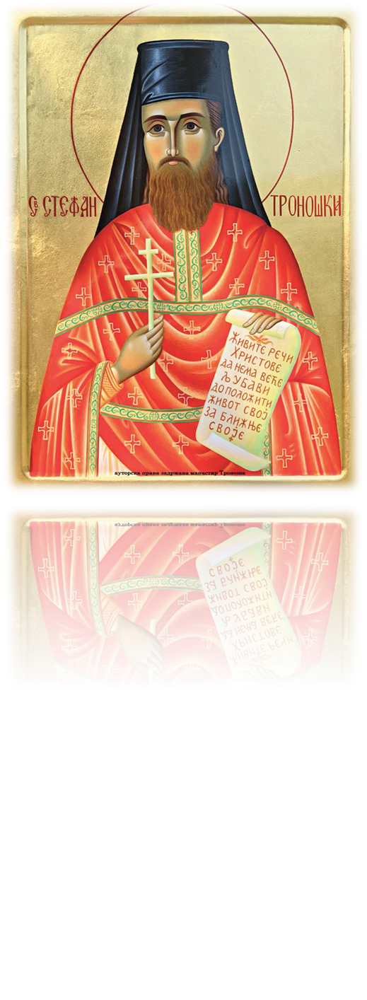 СВ СТЕФАН ТРОНОШКИ
ЖИВИТЕ РЕЧИ
ХРИСТОВЕ
ДА НЕМА ВЕЋЕ
ЉУБАВИ
ДО ПОЛОЖИТИ
ЖИВОТ СВОЈ
ЗА БЛИЖЊЕ
СВОЈЕ
ауторска права задржава манастир Троноша